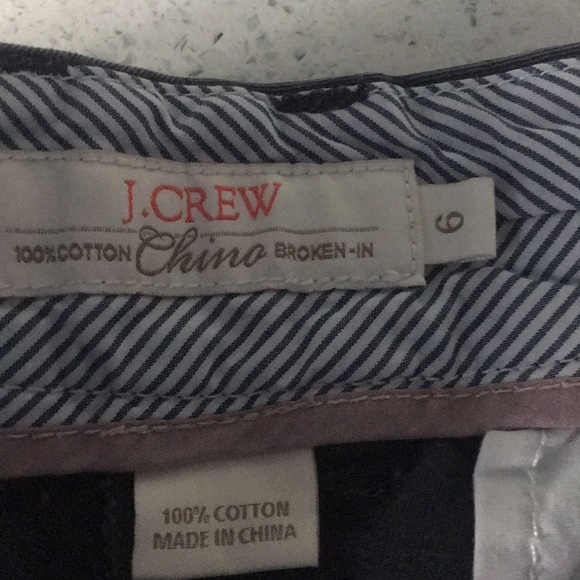 J.CREW
100%COTTON Chino BROKEN-IN
6
100% COTTON
MADE IN CHINA